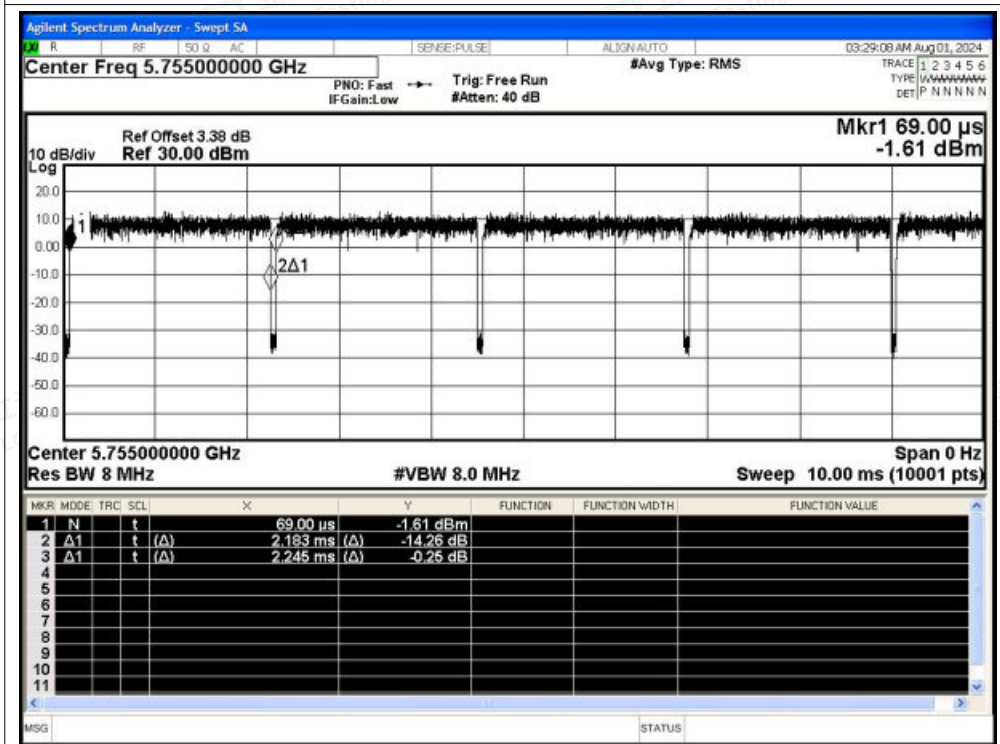 Agilent Spectrum Analyzer - Swept SA
R RF 50 Ω AC SENSE:PULSE ALIGN AUTO 03:29:08 AM Aug 01, 2024
Center Freq 5.755000000 GHz #Avg Type: RMS TRACE 1 2 3 4 5 6
PNO: Fast Trig: Free Run TYPE
IFGain:Low #Atten: 40 dB DET P N N N N N
Mkr1 69.00 µs
Ref Offset 3.38 dB
10 dB/div Ref 30.00 dBm -1.61 dBm
Log
20.0
10.0 1
0.00
2Δ1
-10.0
-20.0
-30.0
-40.0
-50.0
-60.0
Center 5.755000000 GHz Span 0 Hz
Res BW 8 MHz #VBW 8.0 MHz Sweep 10.00 ms (10001 pts)
MKR MODE TRC SCL X Y FUNCTION FUNCTION WIDTH FUNCTION VALUE
1 N t 69.00 µs -1.61 dBm
2 Δ1 t (Δ) 2.183 ms (Δ) -14.26 dB
3 Δ1 t (Δ) 2.245 ms (Δ) -0.25 dB
4
5
6
7
8
9
10
11
MSG STATUS